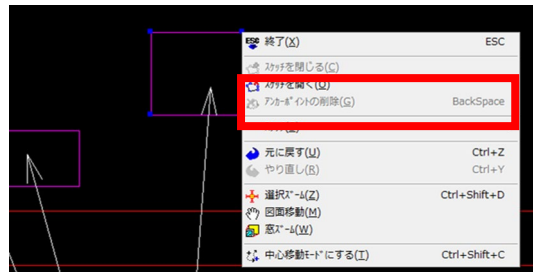 ESC 終了(X) ESC
ｽｹｯﾁを閉じる(C)
ｽｹｯﾁを開く(O)
ｱﾝｶｰﾎﾟｲﾝﾄの削除(G) BackSpace
元に戻す(U) Ctrl+Z
やり直し(R) Ctrl+Y
選択ｽﾞｰﾑ(Z) Ctrl+Shift+D
図面移動(M)
窓ｽﾞｰﾑ(W)
中心移動ﾓｰﾄﾞにする(T) Ctrl+Shift+C